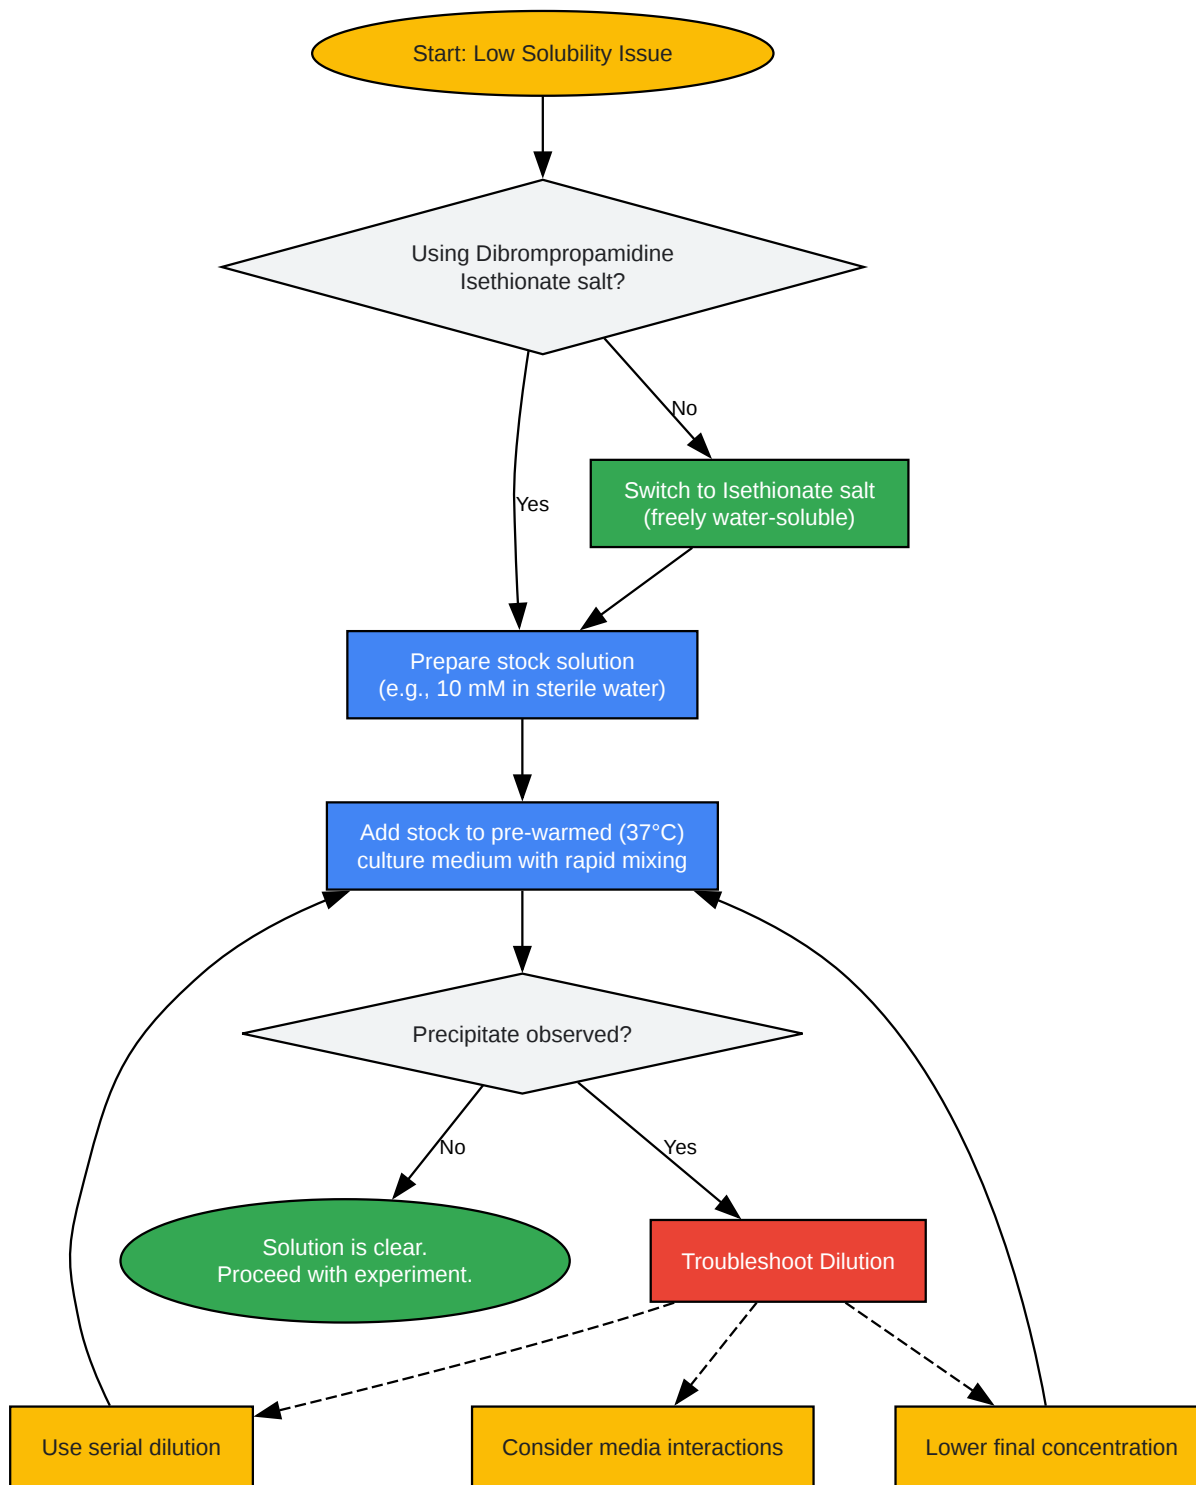 Start: Low Solubility Issue
Using Dibrompropamidine
Isethionate salt?
No
Switch to Isethionate salt
(freely water-soluble)
Yes
Prepare stock solution
(e.g., 10 mM in sterile water)
Add stock to pre-warmed (37°C)
culture medium with rapid mixing
Precipitate observed?
No
Yes
Solution is clear.
Proceed with experiment.
Troubleshoot Dilution
Use serial dilution
Consider media interactions
Lower final concentration